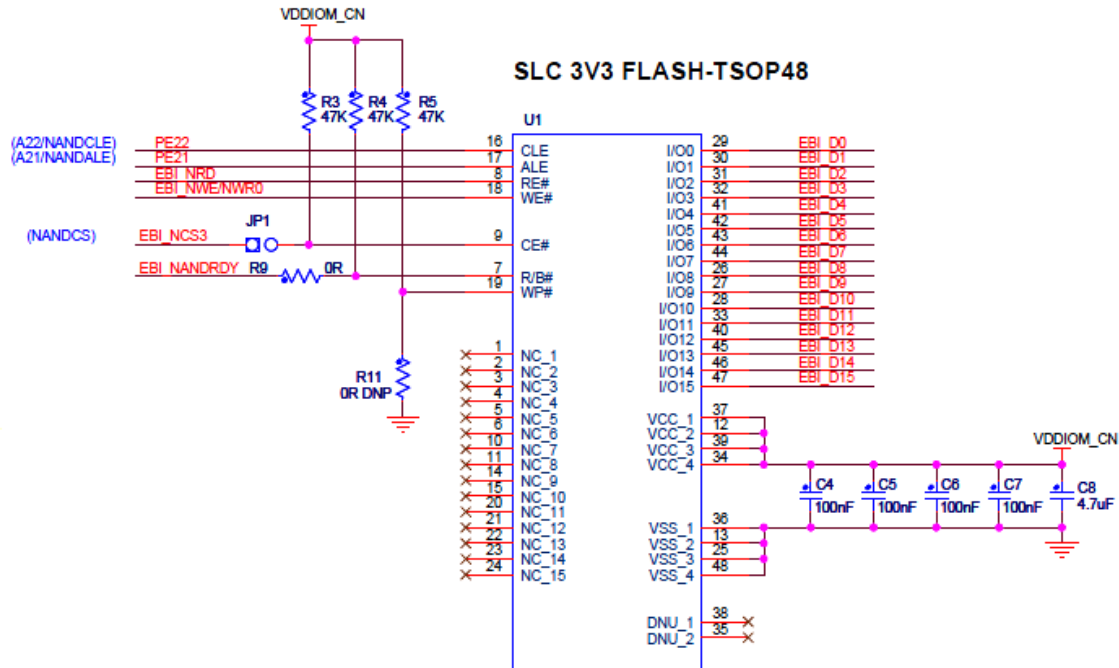 VDDIOM_CN
SLC 3V3 FLASH-TSOP48
R3
47K
R4
47K
R5
47K
U1
(A22/NANDCLE) PE22 16 CLE
(A21/NANDALE) PE21 17 ALE
EBI_NRD 8 RE#
EBI_NWE/NWR0 18 WE#
JP1
(NANDCS) EBI_NCS3 9 CE#
EBI_NANDRDY R9 0R 7 R/B#
19 WP#
R11
0R DNP
1 NC_1
2 NC_2
3 NC_3
4 NC_4
5 NC_5
6 NC_6
10 NC_7
11 NC_8
14 NC_9
15 NC_10
20 NC_11
21 NC_12
22 NC_13
23 NC_14
24 NC_15
I/O0 29 EBI_D0
I/O1 30 EBI_D1
I/O2 31 EBI_D2
I/O3 32 EBI_D3
I/O4 41 EBI_D4
I/O5 42 EBI_D5
I/O6 43 EBI_D6
I/O7 44 EBI_D7
I/O8 26 EBI_D8
I/O9 27 EBI_D9
I/O10 28 EBI_D10
I/O11 33 EBI_D11
I/O12 40 EBI_D12
I/O13 45 EBI_D13
I/O14 46 EBI_D14
I/O15 47 EBI_D15
VCC_1 37
VCC_2 12
VCC_3 39
VCC_4 34
VDDIOM_CN
C4
100nF
C5
100nF
C6
100nF
C7
100nF
C8
4.7uF
VSS_1 36
VSS_2 13
VSS_3 25
VSS_4 48
DNU_1 38
DNU_2 35